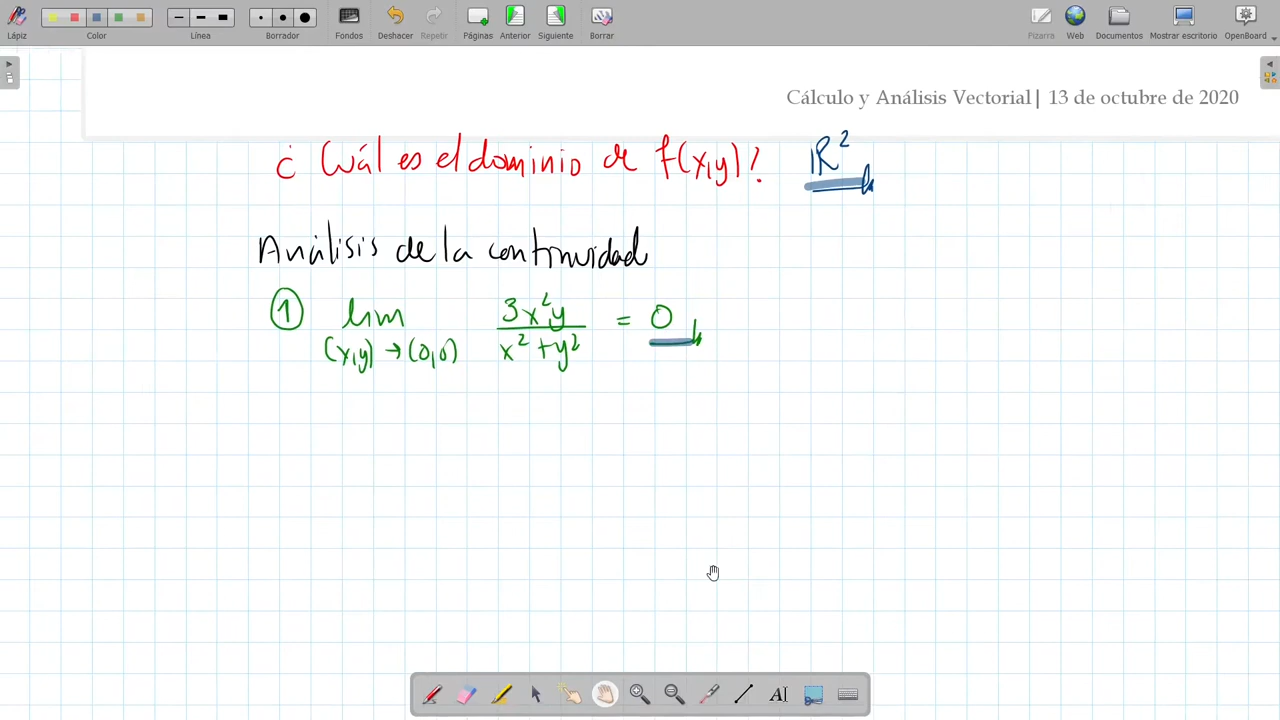 Lápiz Color Línea Borrador Fondos Deshacer Repetir Páginas Anterior Siguiente Borrar Pizarra Web Documentos Mostrar escritorio OpenBoard
Cálculo y Análisis Vectorial| 13 de octubre de 2020
¿ Cuál es el dominio de f(x,y)? ℝ²
Análisis de la continuidad
① lim 3x²y = 0
(x,y) → (0,0) x² + y²
AI